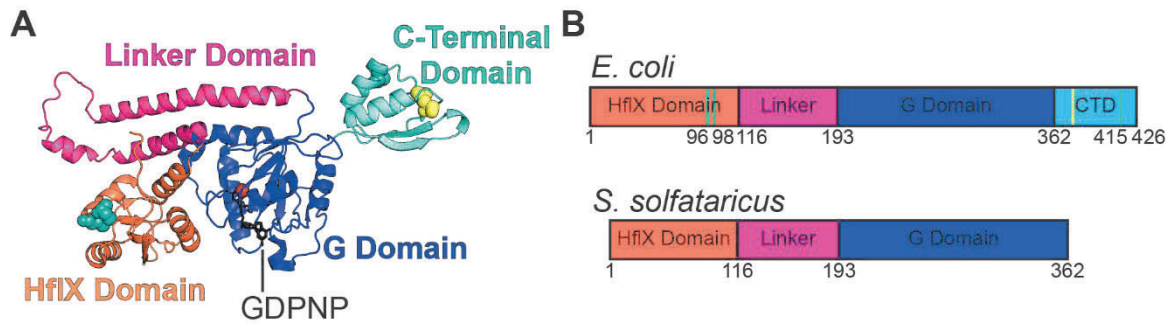 A
Linker Domain
C-Terminal
Domain
HflX Domain
G Domain
GDPNP
B
E. coli
HflX Domain Linker G Domain CTD
1 96 98 116 193 362 415 426
S. solfataricus
HflX Domain Linker G Domain
1 116 193 362